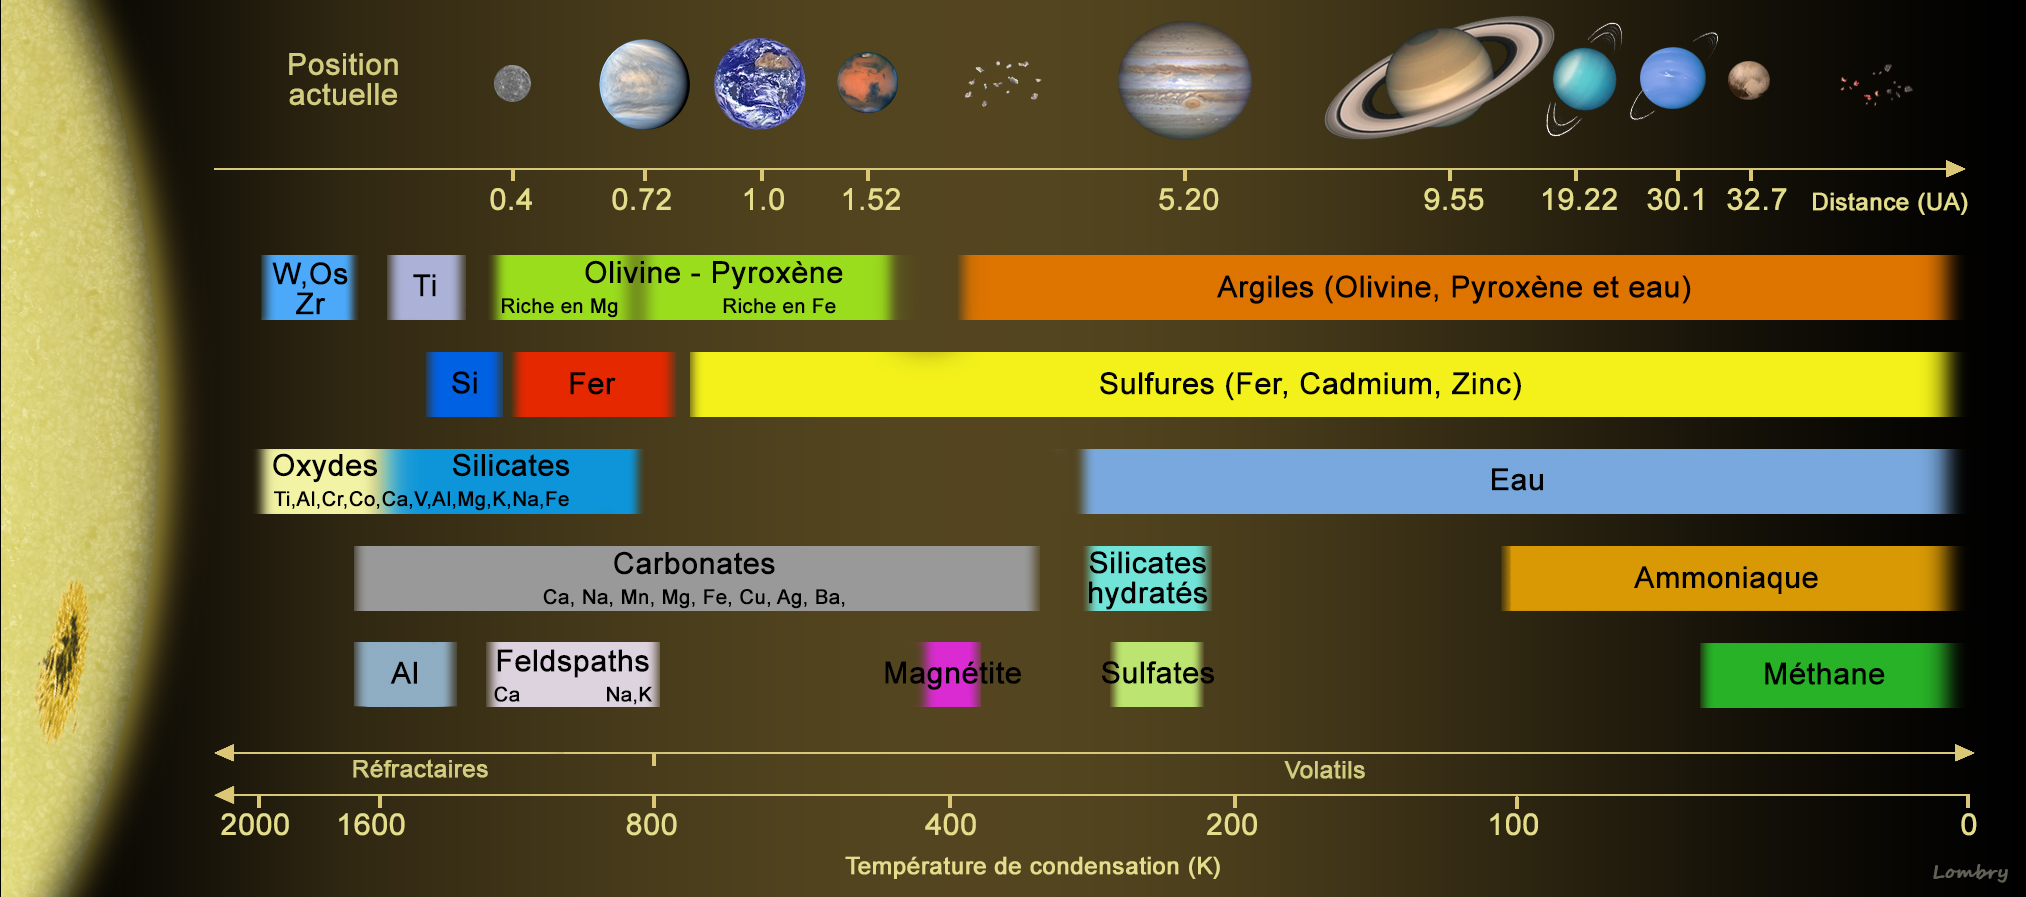 Position
actuelle
0.4 0.72 1.0 1.52 5.20 9.55 19.22 30.1 32.7 Distance (UA)
W,Os
Zr
Ti
Olivine - Pyroxène
Riche en Mg Riche en Fe
Argiles (Olivine, Pyroxène et eau)
Si
Fer
Sulfures (Fer, Cadmium, Zinc)
Oxydes Silicates
Ti,Al,Cr,Co,Ca,V,Al,Mg,K,Na,Fe
Eau
Carbonates
Ca, Na, Mn, Mg, Fe, Cu, Ag, Ba,
Silicates
hydratés
Ammoniaque
Al
Feldspaths
Ca Na,K
Magnétite
Sulfates
Méthane
Réfractaires Volatils
2000 1600 800 400 200 100 0
Température de condensation (K)
Lombry